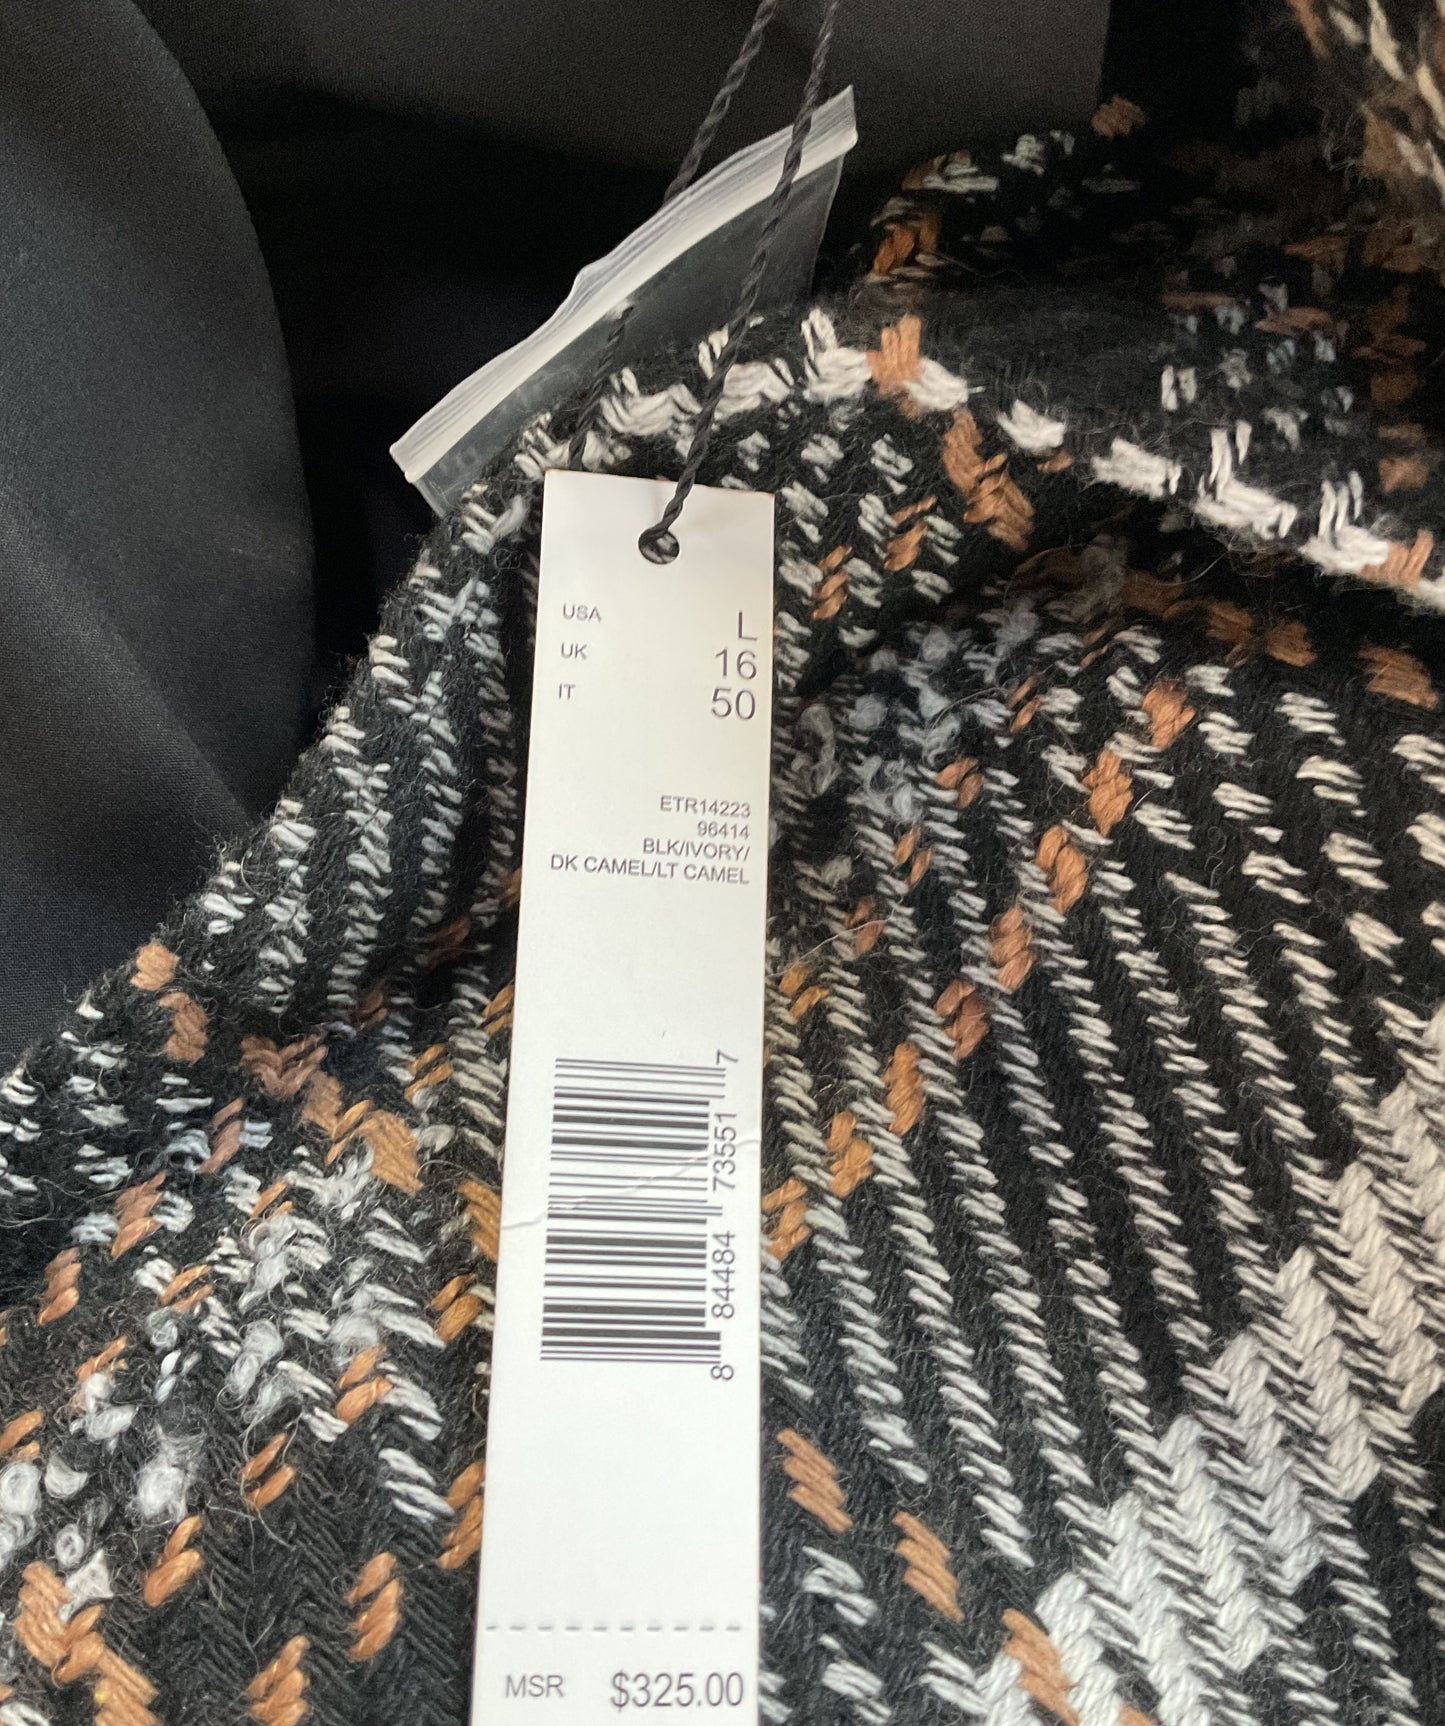 USA L
UK 16
IT 50
ETR14223
96414
BLK/IVORY/
DK CAMEL/LT CAMEL
8 84484 73551 7
MSR $325.00